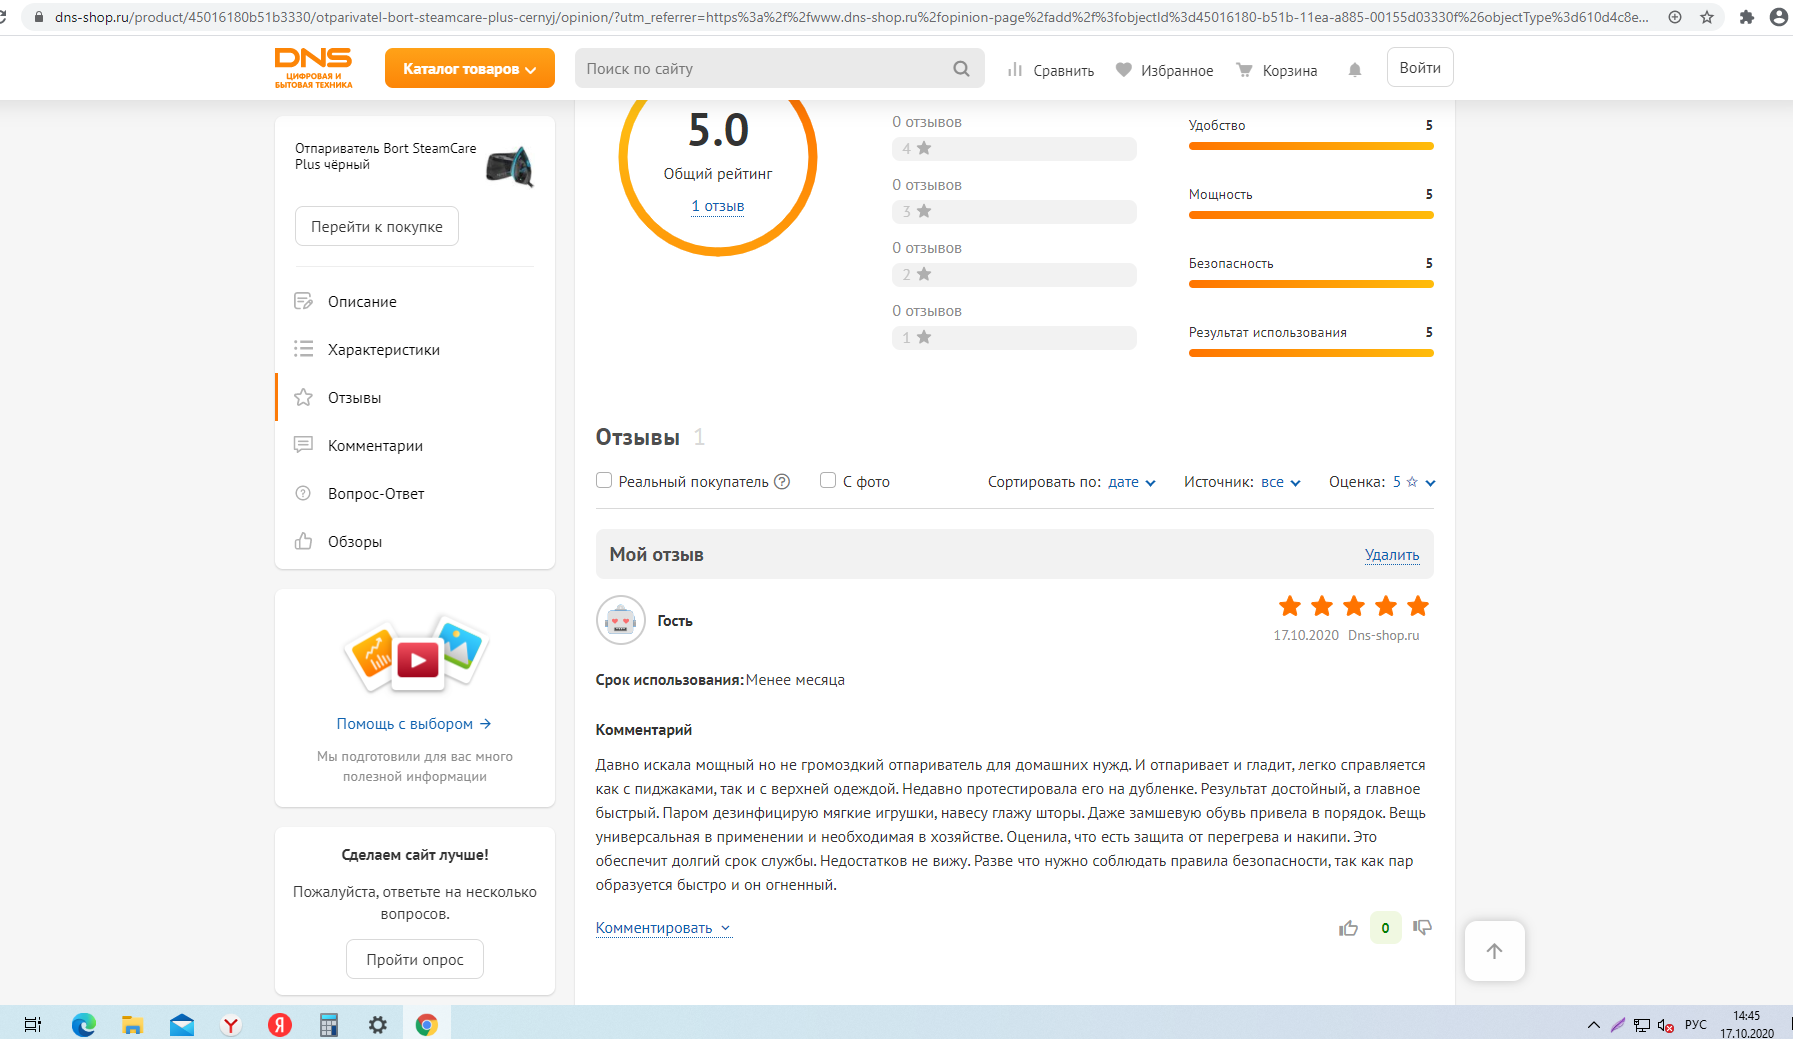 dns-shop.ru/product/45016180b51b3330/otparivatel-bort-steamcare-plus-cernyj/opinion/?utm_referrer=https%3a%2f%2fwww.dns-shop.ru%2fopinion-page%2fadd%2f%3fobjectId%3d45016180-b51b-11ea-a885-00155d03330f%26objectType%3d610d4c8e...
DNS
ЦИФРОВАЯ И
БЫТОВАЯ ТЕХНИКА
Каталог товаров
Поиск по сайту
Сравнить
Избранное
Корзина
Войти
Отпариватель Bort SteamCare
Plus чёрный
Перейти к покупке
Описание
Характеристики
Отзывы
Комментарии
Вопрос-Ответ
Обзоры
Помощь с выбором →
Мы подготовили для вас много
полезной информации
Сделаем сайт лучше!
Пожалуйста, ответьте на несколько
вопросов.
Пройти опрос
5.0
Общий рейтинг
1 отзыв
0 отзывов
4
0 отзывов
3
0 отзывов
2
0 отзывов
1
Удобство 5
Мощность 5
Безопасность 5
Результат использования 5
Отзывы 1
Реальный покупатель ? С фото Сортировать по: дате Источник: все Оценка: 5 ☆
Мой отзыв Удалить
Гость
17.10.2020 Dns-shop.ru
Срок использования: Менее месяца
Комментарий
Давно искала мощный но не громоздкий отпариватель для домашних нужд. И отпаривает и гладит, легко справляется
как с пиджаками, так и с верхней одеждой. Недавно протестировала его на дубленке. Результат достойный, а главное
быстрый. Паром дезинфицирую мягкие игрушки, навесу глажу шторы. Даже замшевую обувь привела в порядок. Вещь
универсальная в применении и необходимая в хозяйстве. Оценила, что есть защита от перегрева и накипи. Это
обеспечит долгий срок службы. Недостатков не вижу. Разве что нужно соблюдать правила безопасности, так как пар
образуется быстро и он огненный.
Комментировать
0
РУС
14:45
17.10.2020